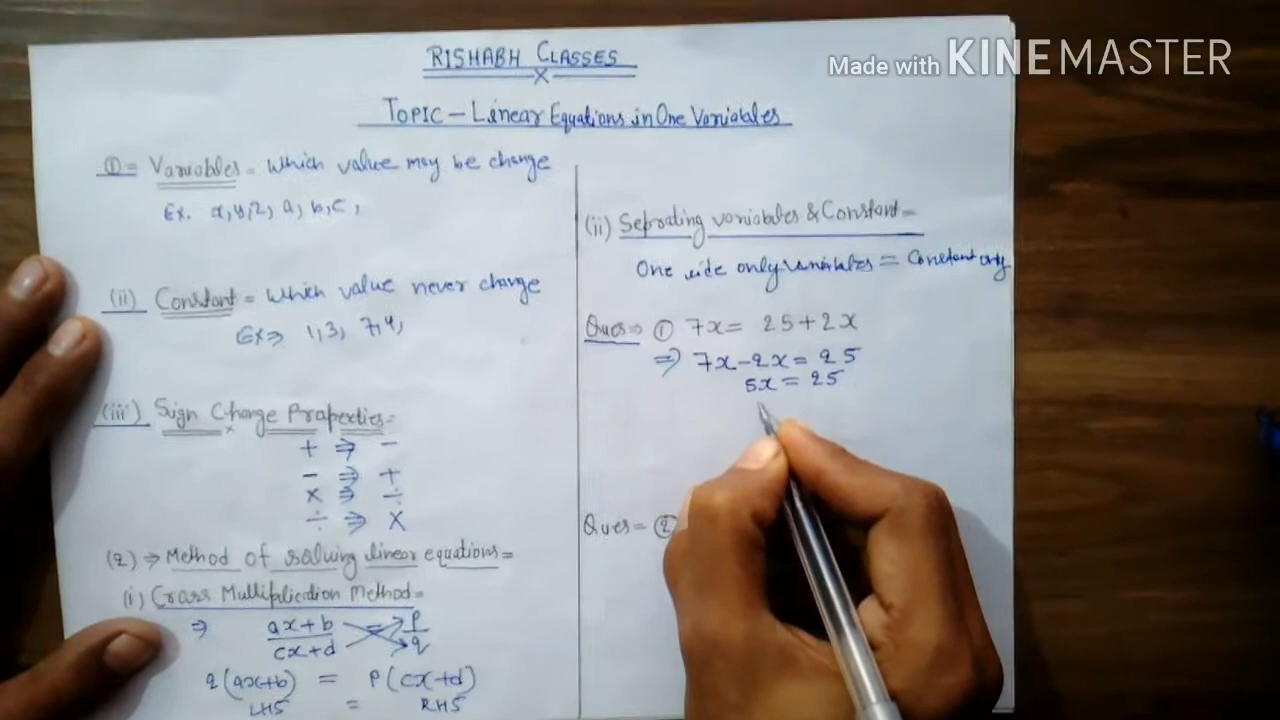 Made with KINEMASTER
RISHABH CLASSES
TOPIC – Linear Equations in One Variables
① = Variables = Which value may be change
Ex. x, y, z, a, b, c,
(ii) Constant = Which value never change
Ex ⇒ 1, 3, 7, 4,
(iii) Sign Change Properties =
+ ⇒ −
− ⇒ +
× ⇒ ÷
÷ ⇒ ×
(2) ⇒ Method of solving linear equations =
(i) Cross Multiplication Method =
⇒ ax+b / cx+d = p / q
q(ax+b) = p(cx+d)
LHS = RHS
(ii) Seprating variables & Constant =
One side only variables = Constant only
Ques ⇒ ① 7x = 25+2x
⇒ 7x−2x = 25
5x = 25
Ques = ②